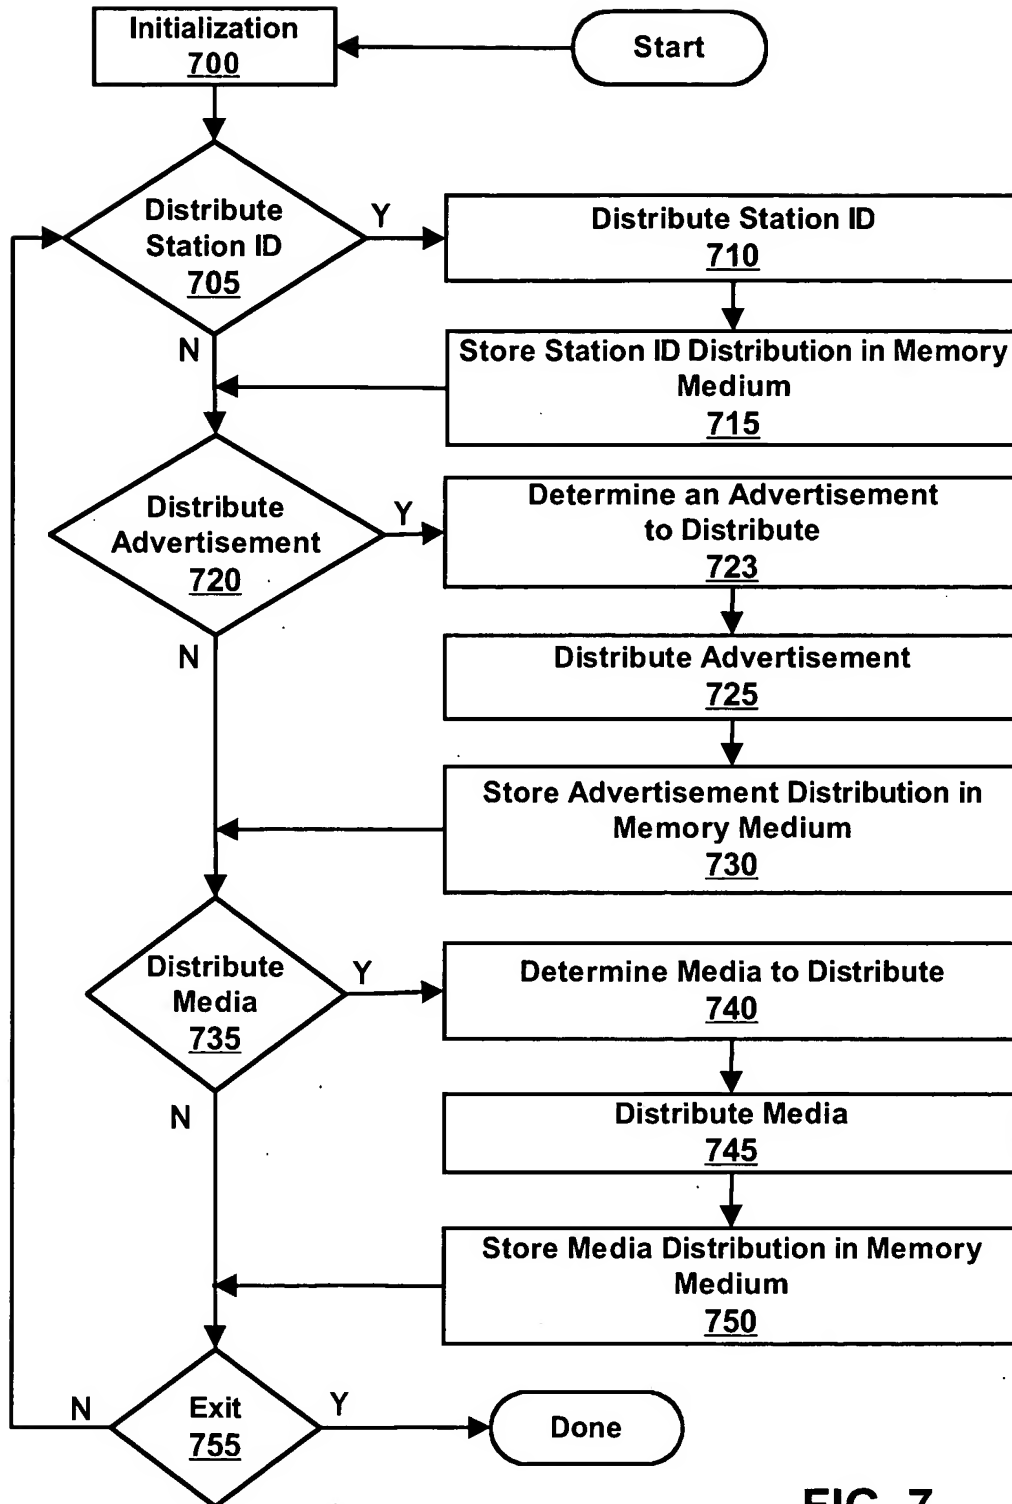 Initialization
700
Start
Distribute
Station ID
705
Y
N
Distribute Station ID
710
Store Station ID Distribution in Memory
Medium
715
Distribute
Advertisement
720
Y
N
Determine an Advertisement
to Distribute
723
Distribute Advertisement
725
Store Advertisement Distribution in
Memory Medium
730
Distribute
Media
735
Y
N
Determine Media to Distribute
740
Distribute Media
745
Store Media Distribution in Memory
Medium
750
Exit
755
N
Y
Done
FIG. 7